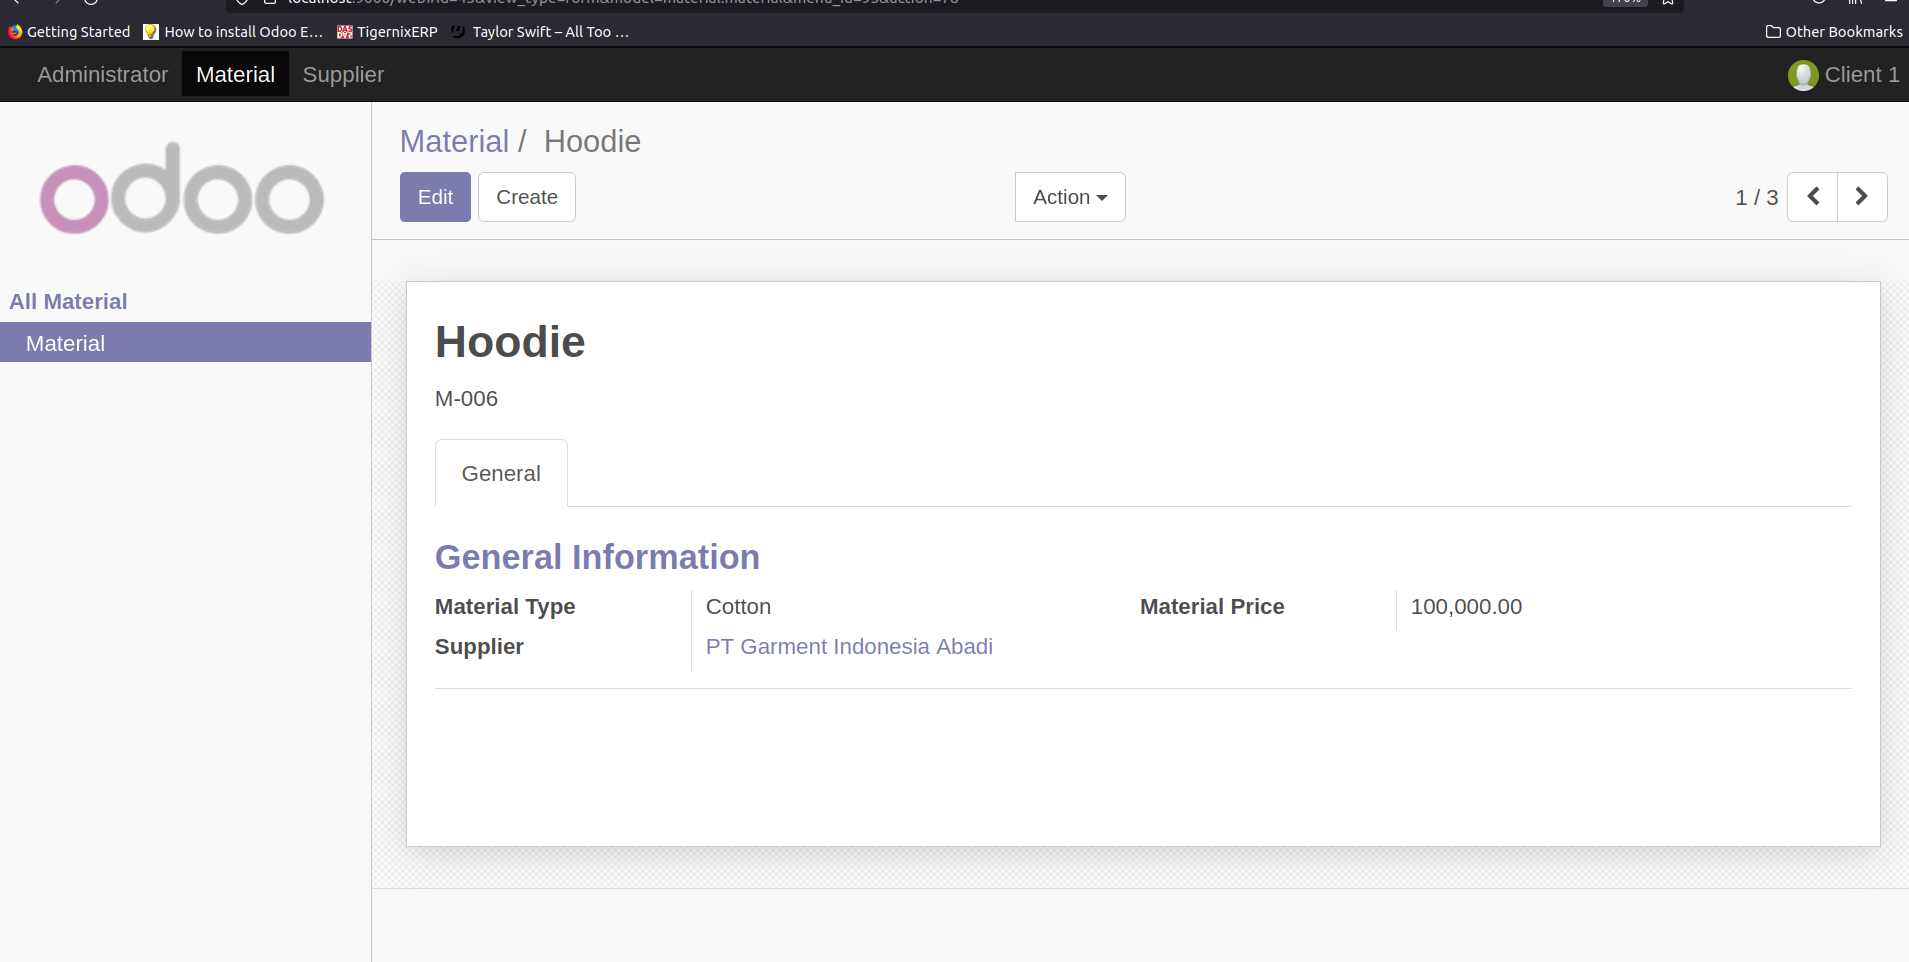 Getting Started How to install Odoo E... TigernixERP Taylor Swift – All Too ... Other Bookmarks
Administrator Material Supplier Client 1
odoo
Material / Hoodie
Edit Create Action 1 / 3
All Material
Material
Hoodie
M-006
General
General Information
Material Type Cotton Material Price 100,000.00
Supplier PT Garment Indonesia Abadi